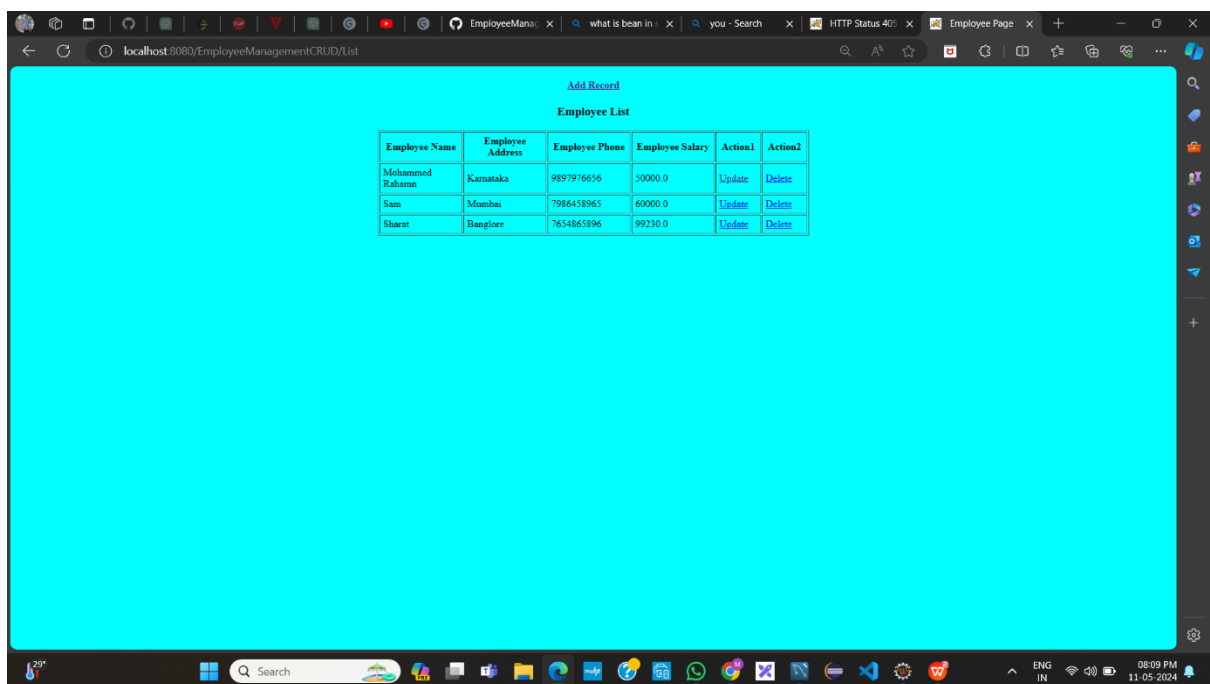 EmployeeManag
what is bean in s
you - Search
HTTP Status 405
Employee Page
localhost:8080/EmployeeManagementCRUD/List
Add Record
Employee List
Employee Name Employee Address Employee Phone Employee Salary Action1 Action2
Mohammed Rahamn Karnataka 9897976656 50000.0 Update Delete
Sam Mumbai 7986458965 60000.0 Update Delete
Sharat Banglore 7654865896 99230.0 Update Delete
29°
Search
ENG
IN
08:09 PM
11-05-2024